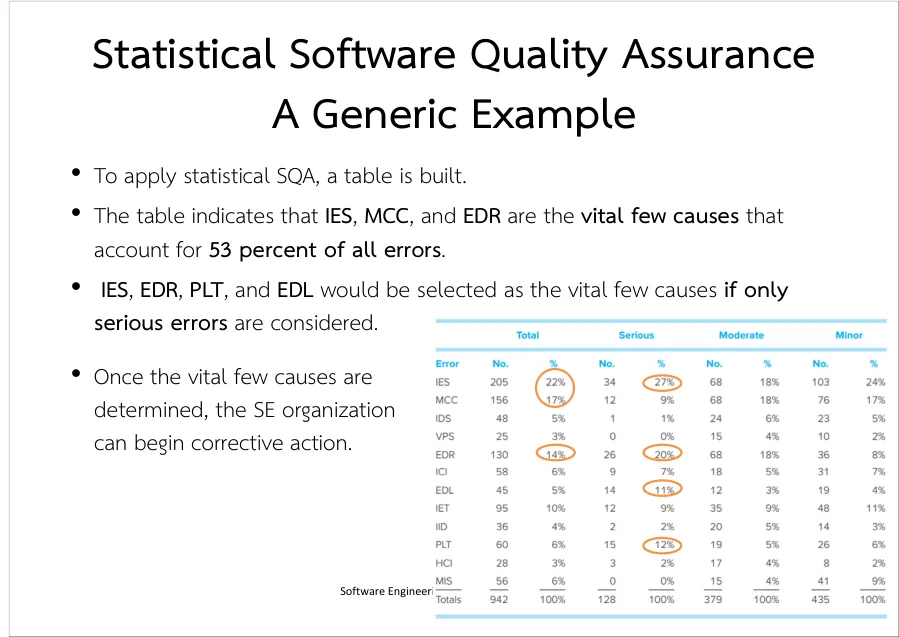 Statistical Software Quality Assurance
A Generic Example
• To apply statistical SQA, a table is built.
• The table indicates that IES, MCC, and EDR are the vital few causes that
account for 53 percent of all errors.
• IES, EDR, PLT, and EDL would be selected as the vital few causes if only
serious errors are considered.
• Once the vital few causes are
determined, the SE organization
can begin corrective action.
Total Serious Moderate Minor
Error No. % No. % No. % No. %
IES 205 22% 34 27% 68 18% 103 24%
MCC 156 17% 12 9% 68 18% 76 17%
IDS 48 5% 1 1% 24 6% 23 5%
VPS 25 3% 0 0% 15 4% 10 2%
EDR 130 14% 26 20% 68 18% 36 8%
ICI 58 6% 9 7% 18 5% 31 7%
EDL 45 5% 14 11% 12 3% 19 4%
IET 95 10% 12 9% 35 9% 48 11%
IID 36 4% 2 2% 20 5% 14 3%
PLT 60 6% 15 12% 19 5% 26 6%
HCI 28 3% 3 2% 17 4% 8 2%
MIS 56 6% 0 0% 15 4% 41 9%
Totals 942 100% 128 100% 379 100% 435 100%
Software Engineeri